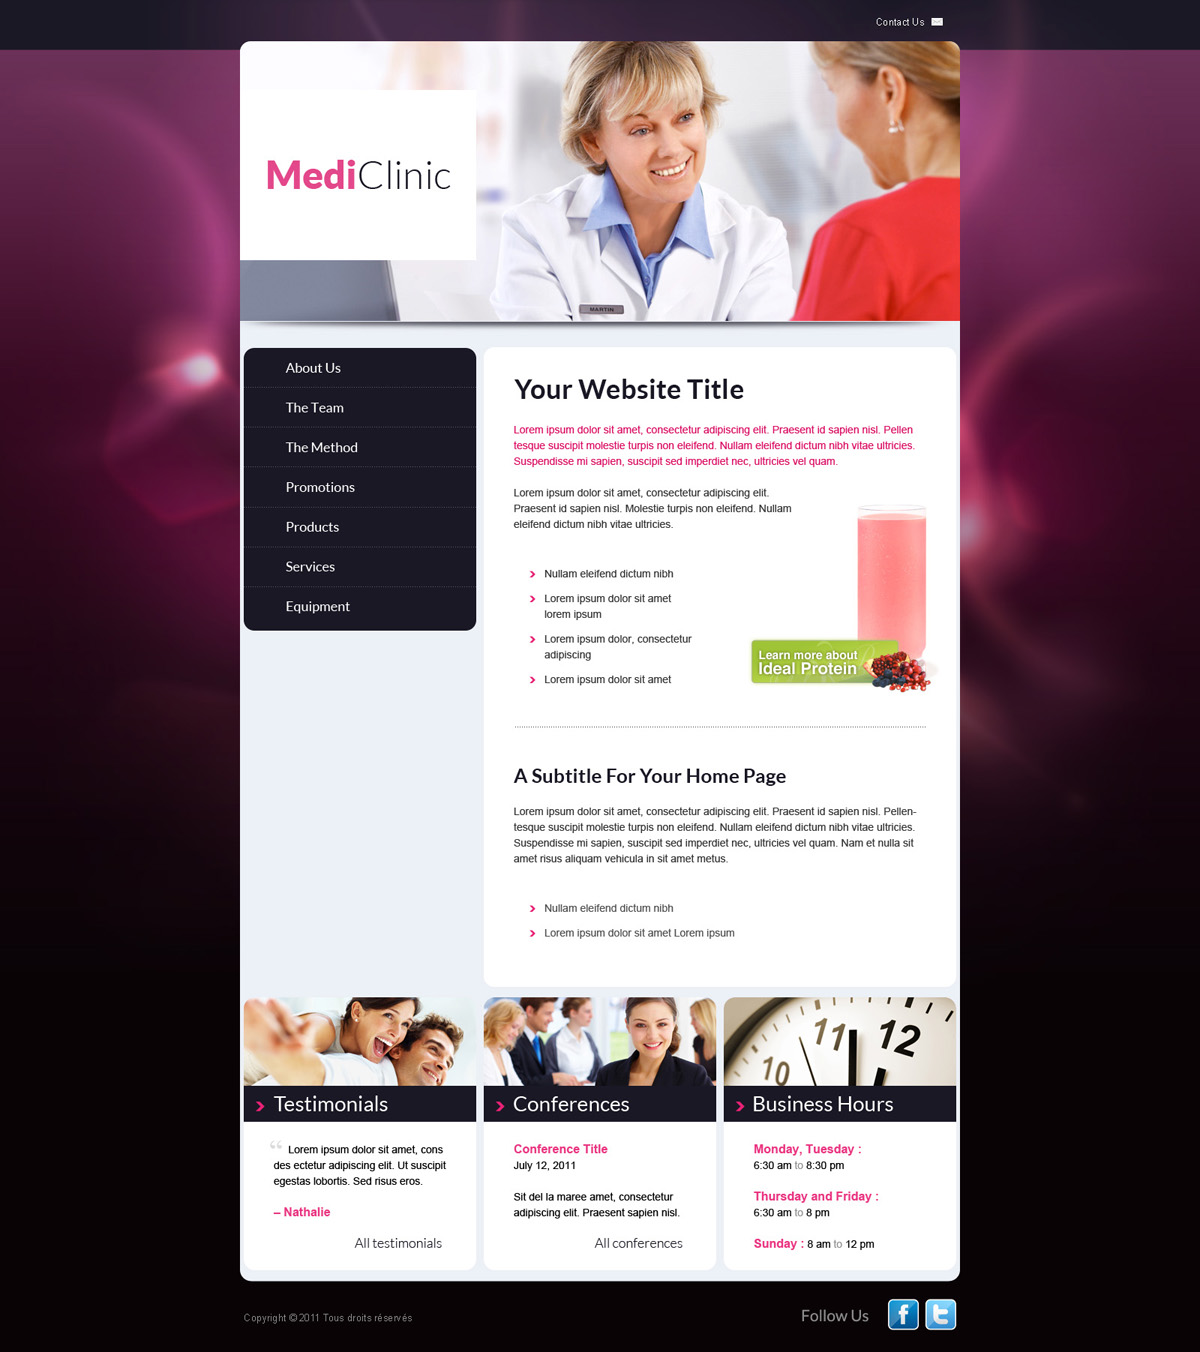 Contact Us
MediClinic
MARTIN
About Us
The Team
The Method
Promotions
Products
Services
Equipment
Your Website Title
Lorem ipsum dolor sit amet, consectetur adipiscing elit. Praesent id sapien nisl. Pellen
tesque suscipit molestie turpis non eleifend. Nullam eleifend dictum nibh vitae ultricies.
Suspendisse mi sapien, suscipit sed imperdiet nec, ultricies vel quam.
Lorem ipsum dolor sit amet, consectetur adipiscing elit.
Praesent id sapien nisl. Molestie turpis non eleifend. Nullam
eleifend dictum nibh vitae ultricies.
Nullam eleifend dictum nibh
Lorem ipsum dolor sit amet
lorem ipsum
Lorem ipsum dolor, consectetur
adipiscing
Lorem ipsum dolor sit amet
Learn more about
Ideal Protein
A Subtitle For Your Home Page
Lorem ipsum dolor sit amet, consectetur adipiscing elit. Praesent id sapien nisl. Pellen-
tesque suscipit molestie turpis non eleifend. Nullam eleifend dictum nibh vitae ultricies.
Suspendisse mi sapien, suscipit sed imperdiet nec, ultricies vel quam. Nam et nulla sit
amet risus aliquam vehicula in sit amet metus.
Nullam eleifend dictum nibh
Lorem ipsum dolor sit amet Lorem ipsum
Testimonials
“ Lorem ipsum dolor sit amet, cons
des ectetur adipiscing elit. Ut suscipit
egestas lobortis. Sed risus eros.
– Nathalie
All testimonials
Conferences
Conference Title
July 12, 2011
Sit del la maree amet, consectetur
adipiscing elit. Praesent sapien nisl.
All conferences
11 12
Business Hours
Monday, Tuesday :
6:30 am to 8:30 pm
Thursday and Friday :
6:30 am to 8 pm
Sunday : 8 am to 12 pm
Copyright ©2011 Tous droits réservés
Follow Us
f t